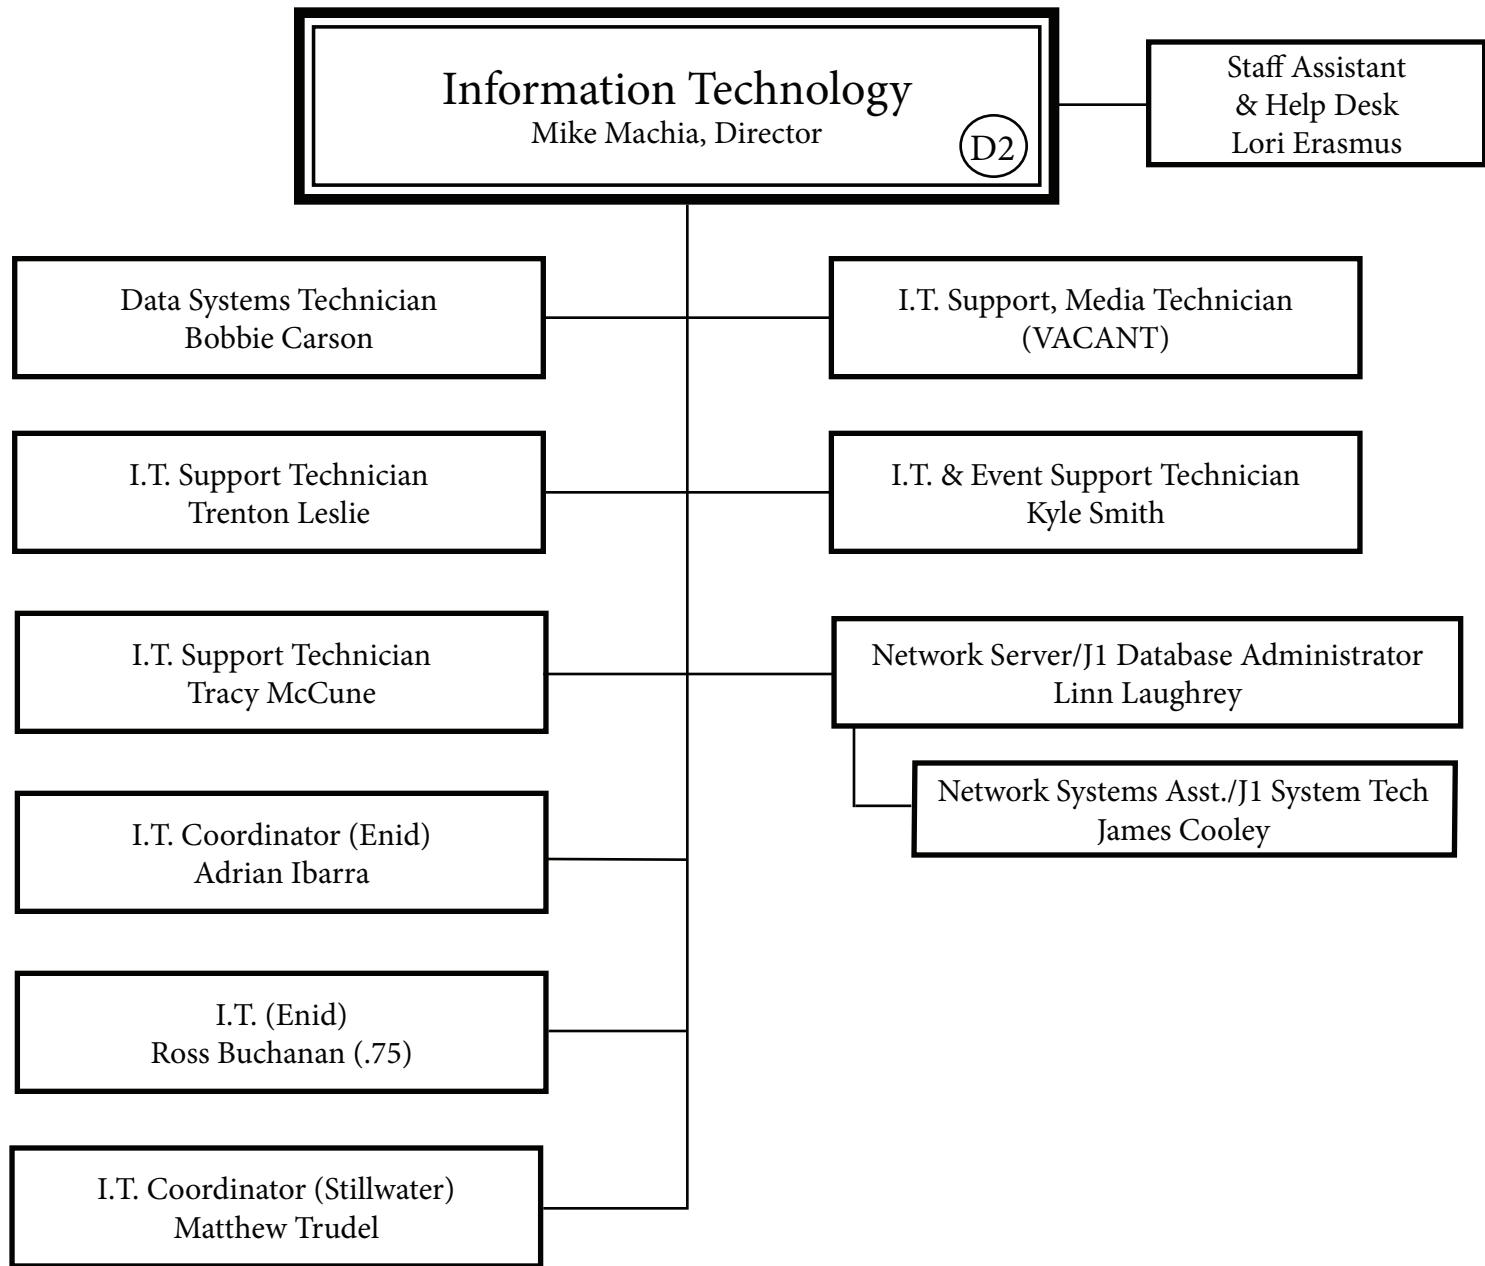 Information Technology
Mike Machia, Director
D2
Staff Assistant
& Help Desk
Lori Erasmus
Data Systems Technician
Bobbie Carson
I.T. Support, Media Technician
(VACANT)
I.T. Support Technician
Trenton Leslie
I.T. & Event Support Technician
Kyle Smith
I.T. Support Technician
Tracy McCune
Network Server/J1 Database Administrator
Linn Laughrey
Network Systems Asst./J1 System Tech
James Cooley
I.T. Coordinator (Enid)
Adrian Ibarra
I.T. (Enid)
Ross Buchanan (.75)
I.T. Coordinator (Stillwater)
Matthew Trudel